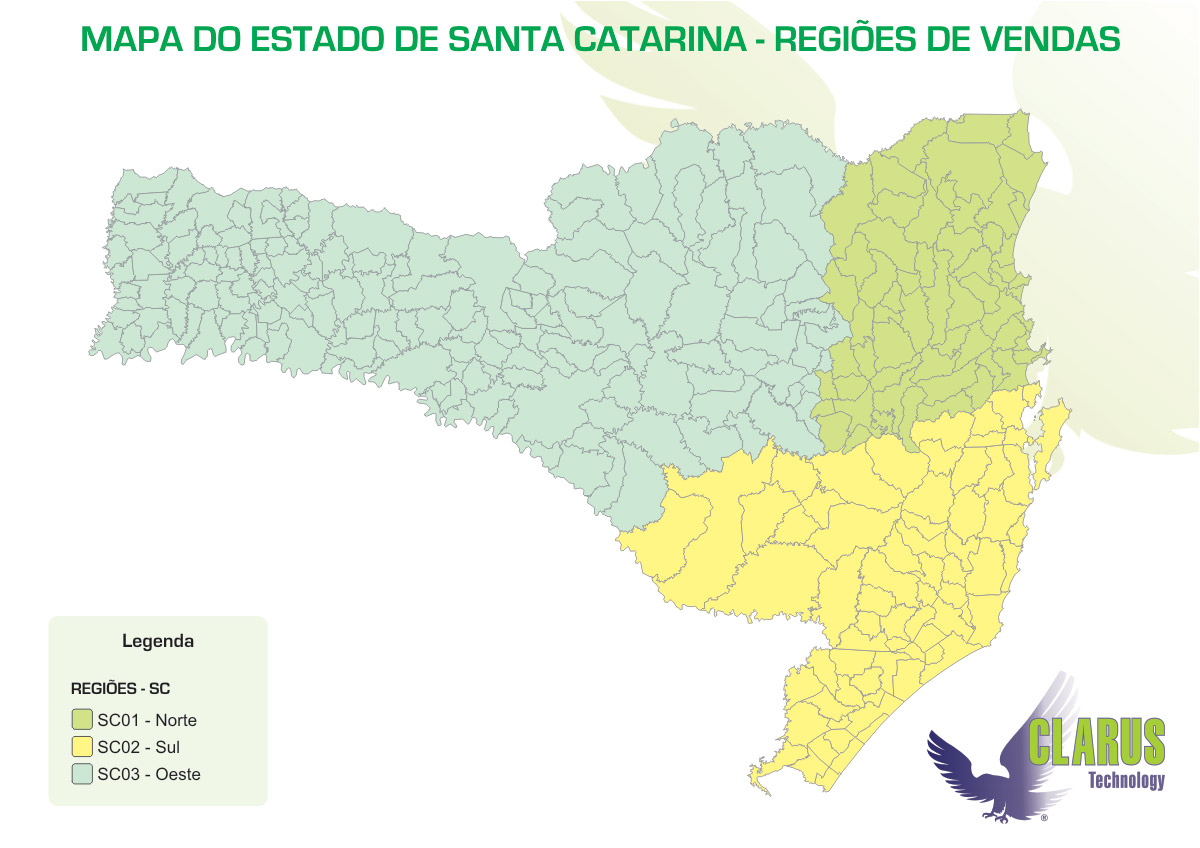 MAPA DO ESTADO DE SANTA CATARINA - REGIÕES DE VENDAS
Legenda
REGIÕES - SC
SC01 - Norte
SC02 - Sul
SC03 - Oeste
CLARUS
Technology
®